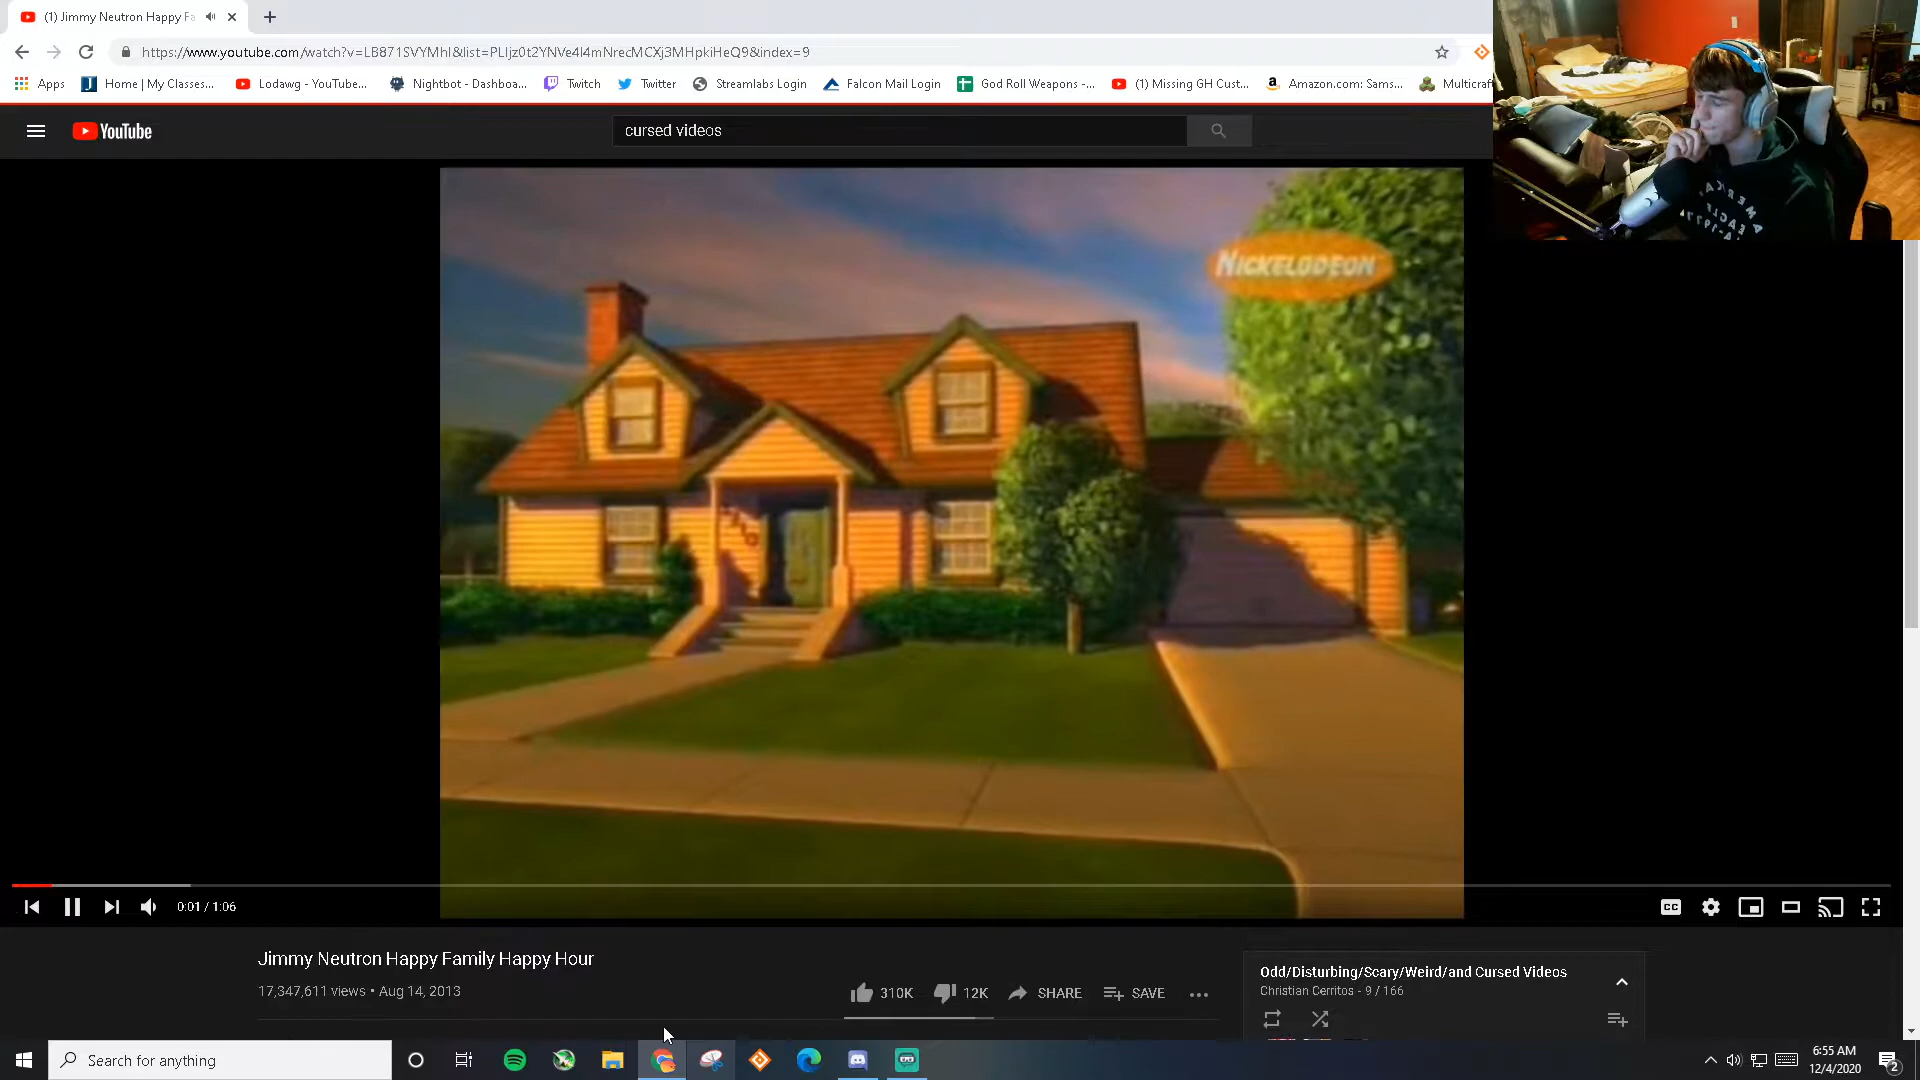 (1) Jimmy Neutron Happy Fa
https://www.youtube.com/watch?v=LB871SVYMhI&list=PLIjz0t2YNVe4l4mNrecMCXj3MHpkiHeQ9&index=9
Apps Home | My Classes... Lodawg - YouTube... Nightbot - Dashboa... Twitch Twitter Streamlabs Login Falcon Mail Login God Roll Weapons -... (1) Missing GH Cust... Amazon.com: Sams... Multicraft
YouTube
cursed videos
NICKELODEON
0:01 / 1:06
CC
Jimmy Neutron Happy Family Happy Hour
17,347,611 views • Aug 14, 2013
310K 12K SHARE SAVE
Odd/Disturbing/Scary/Weird/and Cursed Videos
Christian Cerritos - 9 / 166
Search for anything
6:55 AM
12/4/2020
2